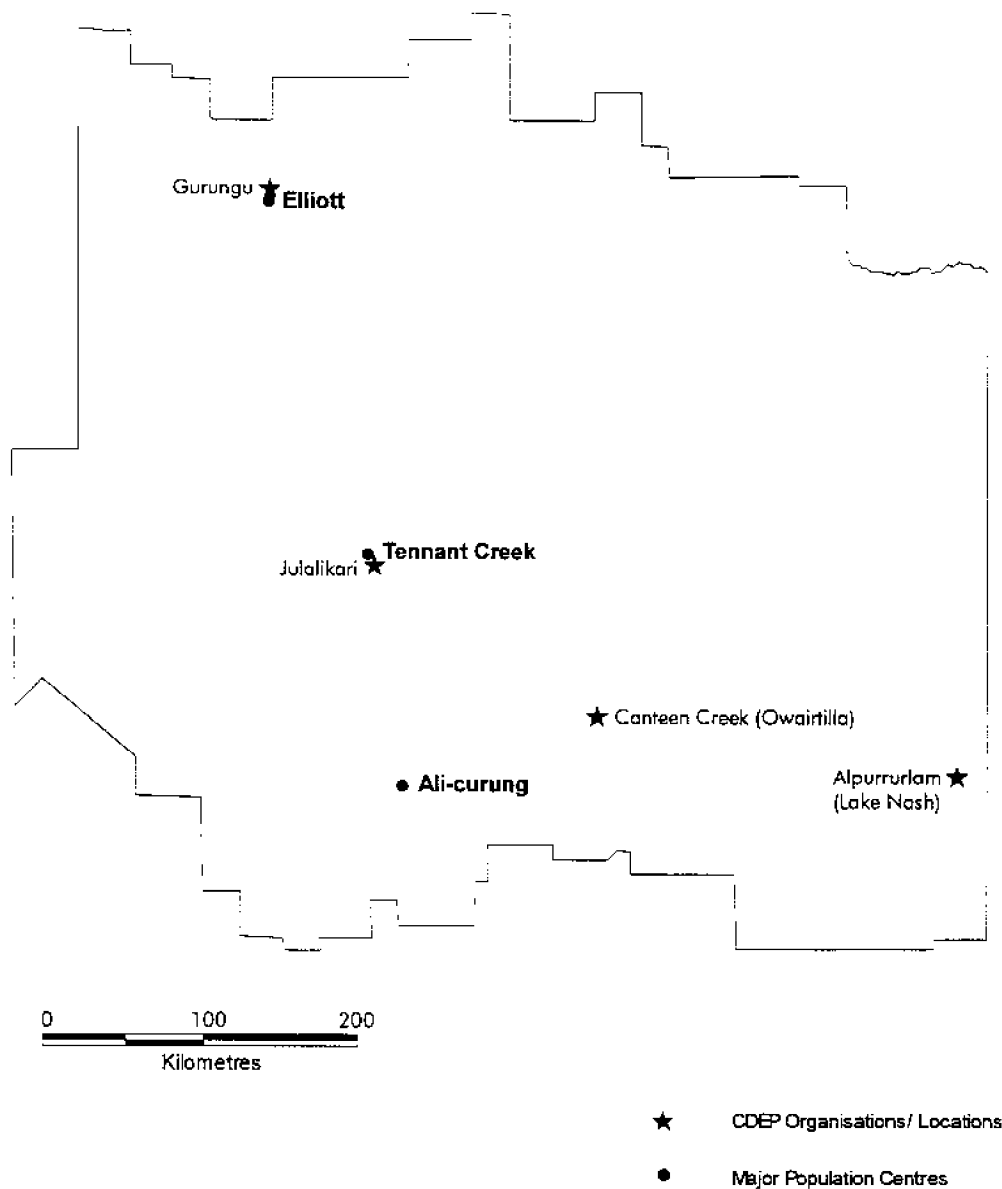 Gurungu
Elliott
Tennant Creek
Julalikari
Canteen Creek (Owairtilla)
Ali-curung
Alpurrurlam
(Lake Nash)
0 100 200
Kilometres
CDEP Organisations/ Locations
Major Population Centres